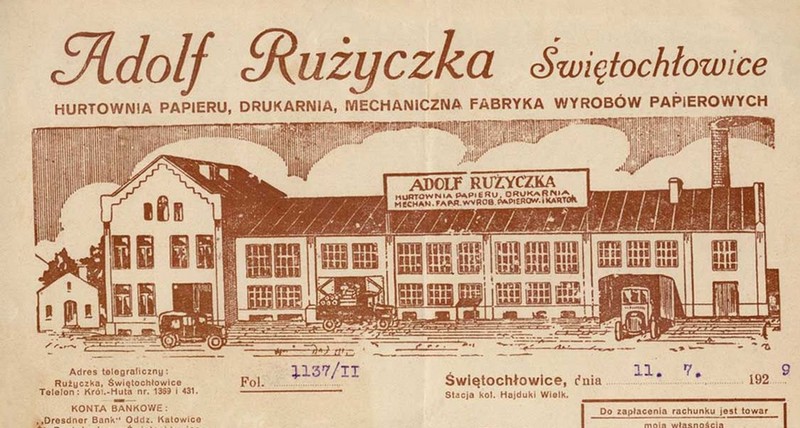 Adolf Rużyczka Świętochłowice
HURTOWNIA PAPIERU, DRUKARNIA, MECHANICZNA FABRYKA WYROBÓW PAPIEROWYCH
ADOLF RUŻYCZKA
HURTOWNIA PAPIERU, DRUKARNIA,
MECHAN. FABR. WYROB. PAPIEROW. i KARTON
Adres telegraficzny:
Rużyczka, Świętochłowice
Telefon: Król.-Huta nr. 1369 i 431.
KONTA BANKOWE:
„Dresdner Bank" Oddz. Katowice
Fol. 1137/II
Świętochłowice, dnia 11. 7. 1929
Stacja kol. Hajduki Wielk.
Do zapłacenia rachunku jest towar
moją własnością